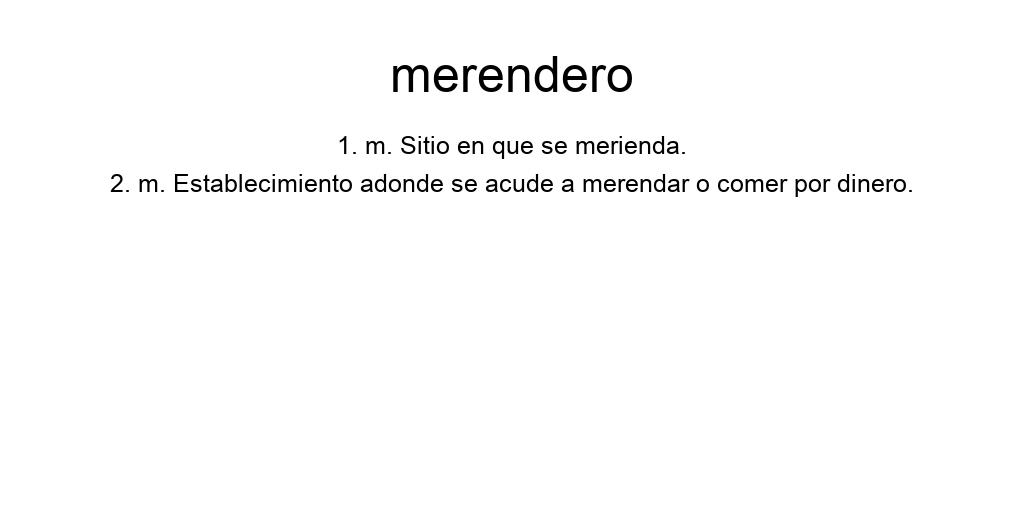 merendero
1. m. Sitio en que se merienda.
2. m. Establecimiento adonde se acude a merendar o comer por dinero.